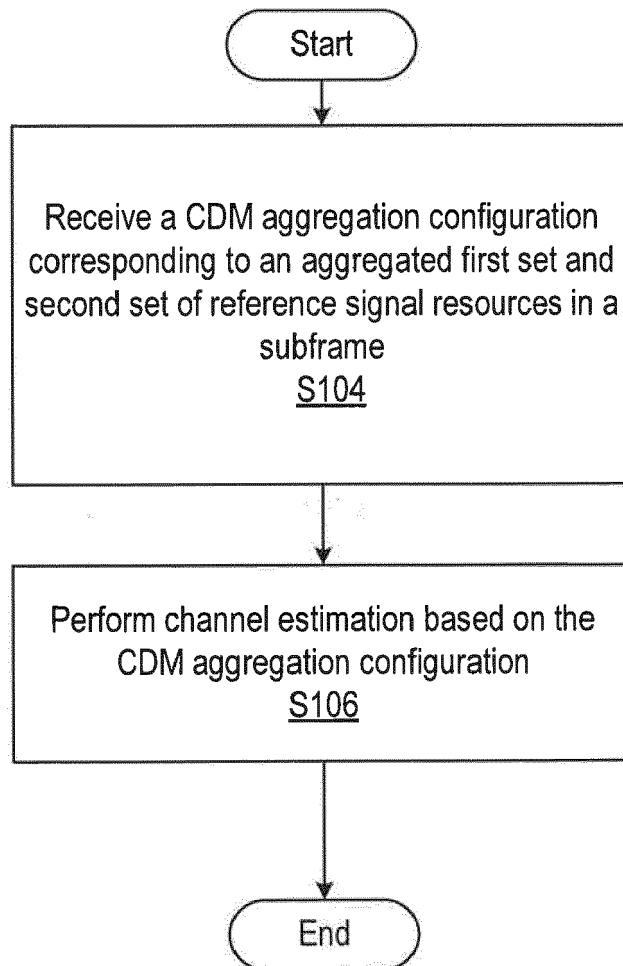 Start
Receive a CDM aggregation configuration
corresponding to an aggregated first set and
second set of reference signal resources in a
subframe
S104
Perform channel estimation based on the
CDM aggregation configuration
S106
End